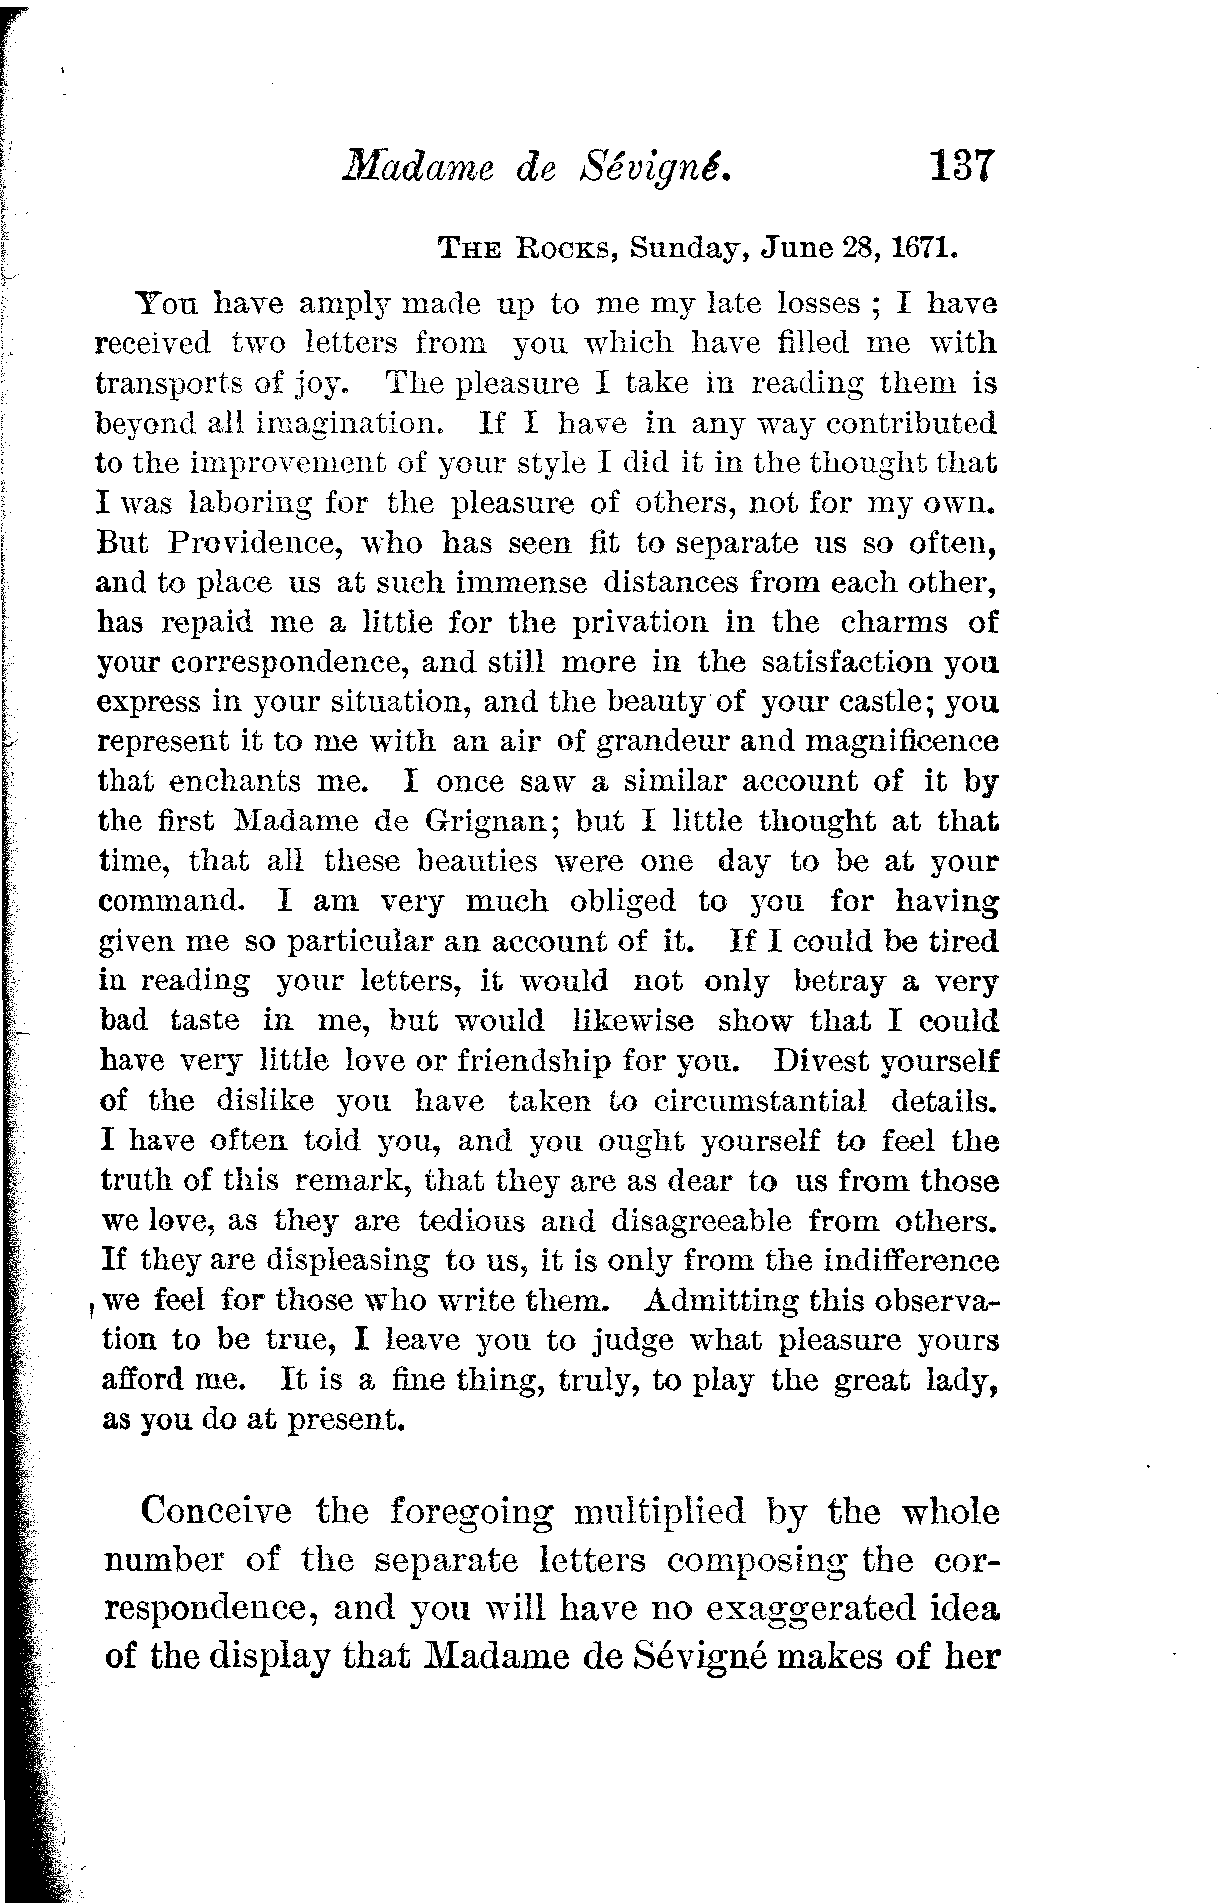 Madame de Sévigné. 137
THE ROCKS, Sunday, June 28, 1671.
You have amply made up to me my late losses ; I have
received two letters from you which have filled me with
transports of joy. The pleasure I take in reading them is
beyond all imagination. If I have in any way contributed
to the improvement of your style I did it in the thought that
I was laboring for the pleasure of others, not for my own.
But Providence, who has seen fit to separate us so often,
and to place us at such immense distances from each other,
has repaid me a little for the privation in the charms of
your correspondence, and still more in the satisfaction you
express in your situation, and the beauty of your castle; you
represent it to me with an air of grandeur and magnificence
that enchants me. I once saw a similar account of it by
the first Madame de Grignan; but I little thought at that
time, that all these beauties were one day to be at your
command. I am very much obliged to you for having
given me so particular an account of it. If I could be tired
in reading your letters, it would not only betray a very
bad taste in me, but would likewise show that I could
have very little love or friendship for you. Divest yourself
of the dislike you have taken to circumstantial details.
I have often told you, and you ought yourself to feel the
truth of this remark, that they are as dear to us from those
we love, as they are tedious and disagreeable from others.
If they are displeasing to us, it is only from the indifference
we feel for those who write them. Admitting this observa-
tion to be true, I leave you to judge what pleasure yours
afford me. It is a fine thing, truly, to play the great lady,
as you do at present.
Conceive the foregoing multiplied by the whole
number of the separate letters composing the cor-
respondence, and you will have no exaggerated idea
of the display that Madame de Sévigné makes of her